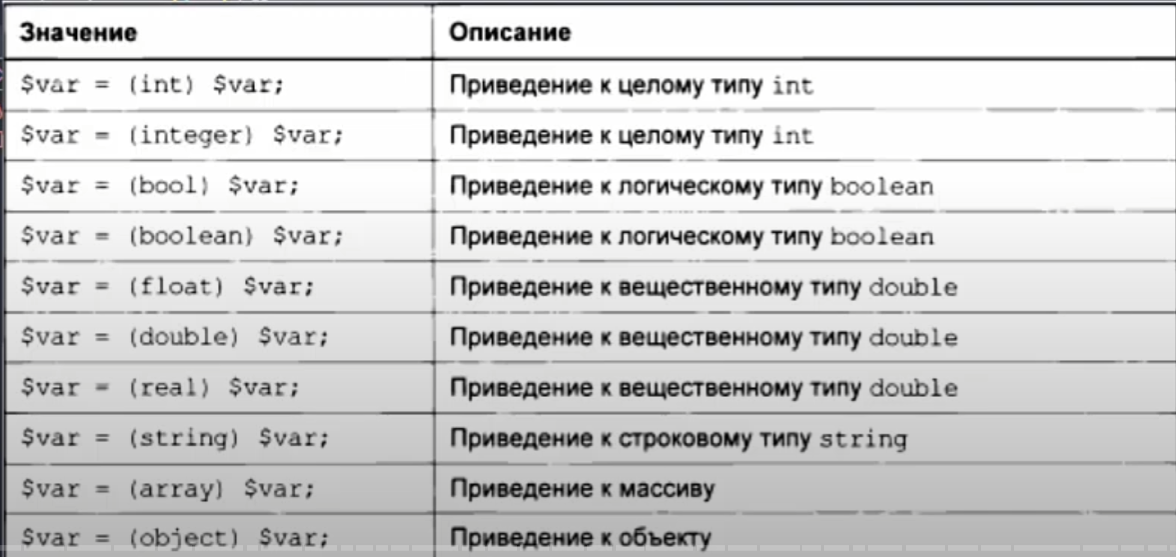 Значение Описание
$var = (int) $var; Приведение к целому типу int
$var = (integer) $var; Приведение к целому типу int
$var = (bool) $var; Приведение к логическому типу boolean
$var = (boolean) $var; Приведение к логическому типу boolean
$var = (float) $var; Приведение к вещественному типу double
$var = (double) $var; Приведение к вещественному типу double
$var = (real) $var; Приведение к вещественному типу double
$var = (string) $var; Приведение к строковому типу string
$var = (array) $var; Приведение к массиву
$var = (object) $var; Приведение к объекту